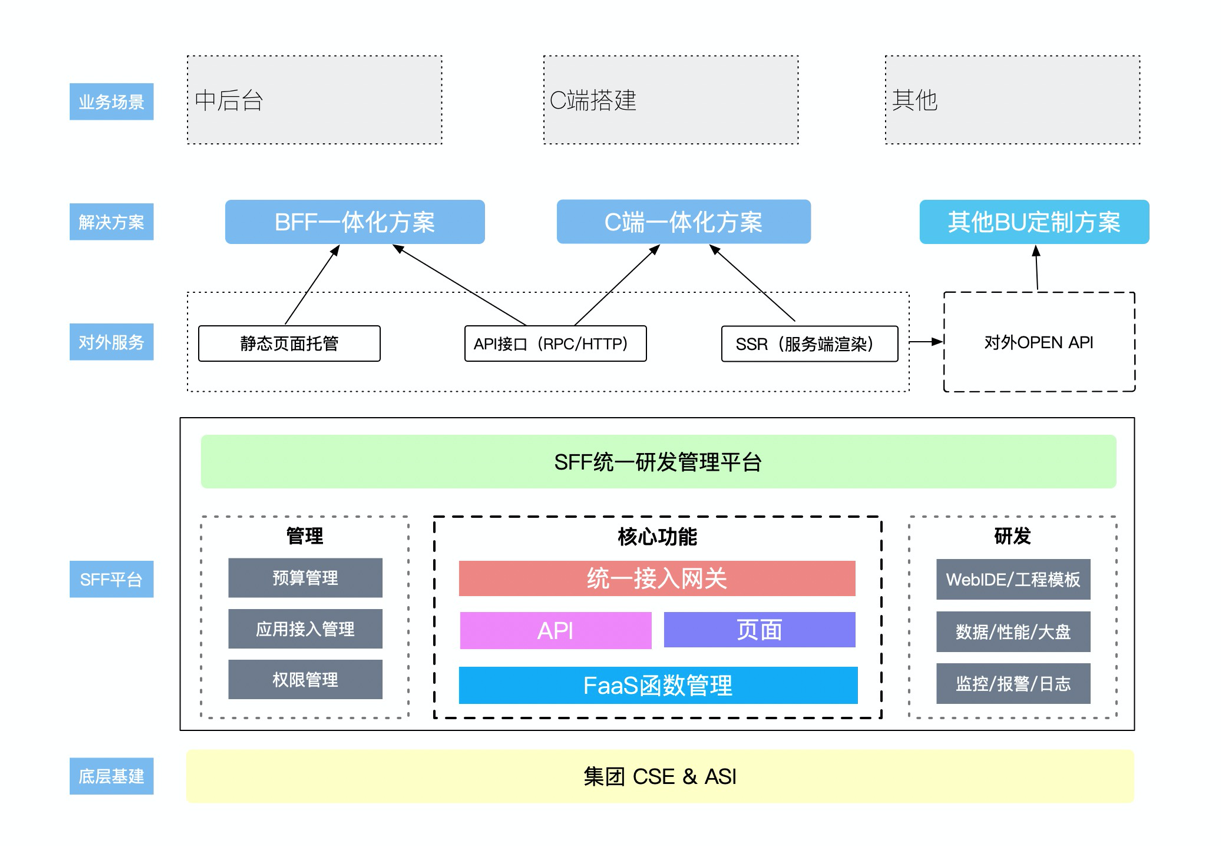 业务场景
中后台
C端搭建
其他
解决方案
BFF一体化方案
C端一体化方案
其他BU定制方案
对外服务
静态页面托管
API接口（RPC/HTTP）
SSR（服务端渲染）
对外OPEN API
SFF平台
SFF统一研发管理平台
管理
预算管理
应用接入管理
权限管理
核心功能
统一接入网关
API
页面
FaaS函数管理
研发
WebIDE/工程模板
数据/性能/大盘
监控/报警/日志
底层基建
集团 CSE & ASI